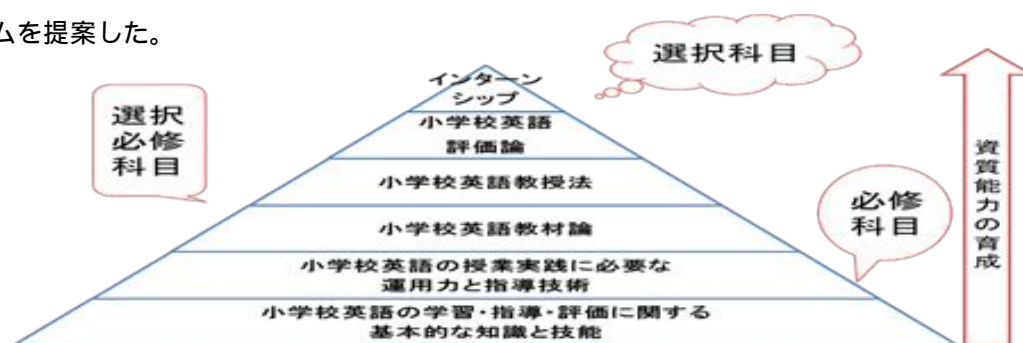 ムを提案した。
選択科目
インターン
シップ
選択
必修
科目
小学校英語
評価論
小学校英語教授法
小学校英語教材論
必修
科目
小学校英語の授業実践に必要な
運用力と指導技術
小学校英語の学習・指導・評価に関する
基本的な知識と技能
資質能力の育成